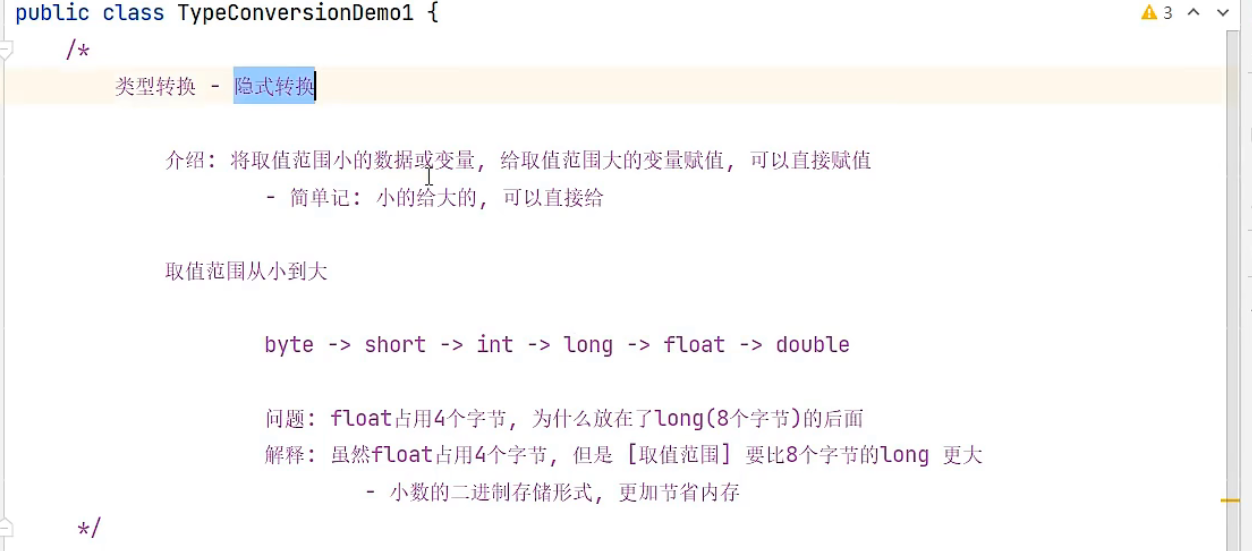 public class TypeConversionDemo1 {
3
/*
类型转换 - 隐式转换
介绍: 将取值范围小的数据或变量, 给取值范围大的变量赋值, 可以直接赋值
- 简单记: 小的给大的, 可以直接给
取值范围从小到大
byte -> short -> int -> long -> float -> double
问题: float占用4个字节, 为什么放在了long(8个字节)的后面
解释: 虽然float占用4个字节, 但是 [取值范围] 要比8个字节的long 更大
- 小数的二进制存储形式, 更加节省内存
*/